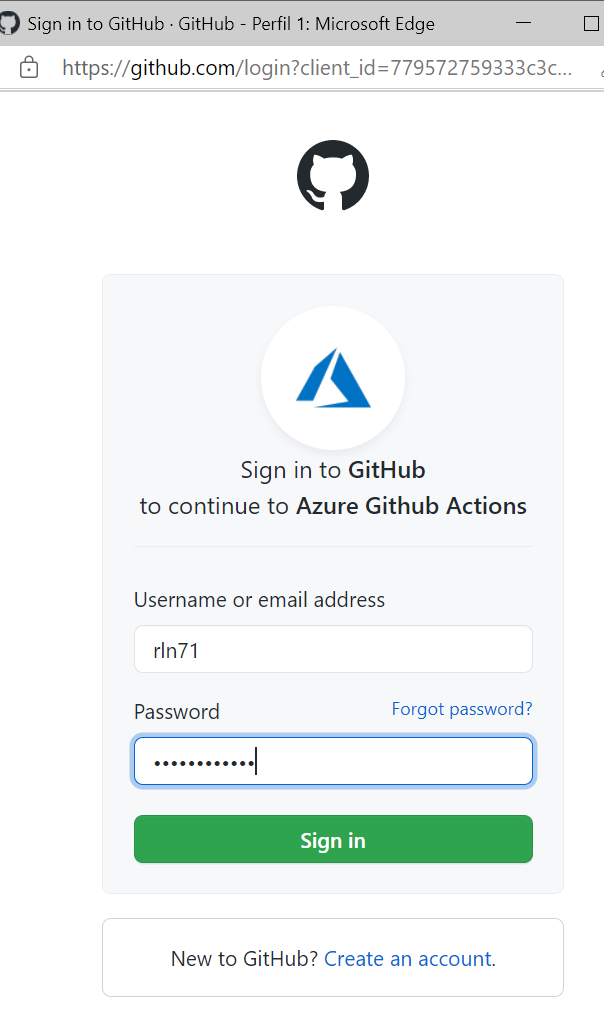 Sign in to GitHub · GitHub - Perfil 1: Microsoft Edge
https://github.com/login?client_id=779572759333c3c...
Sign in to GitHub
to continue to Azure Github Actions
Username or email address
rln71
Password Forgot password?
••••••••••••
Sign in
New to GitHub? Create an account.